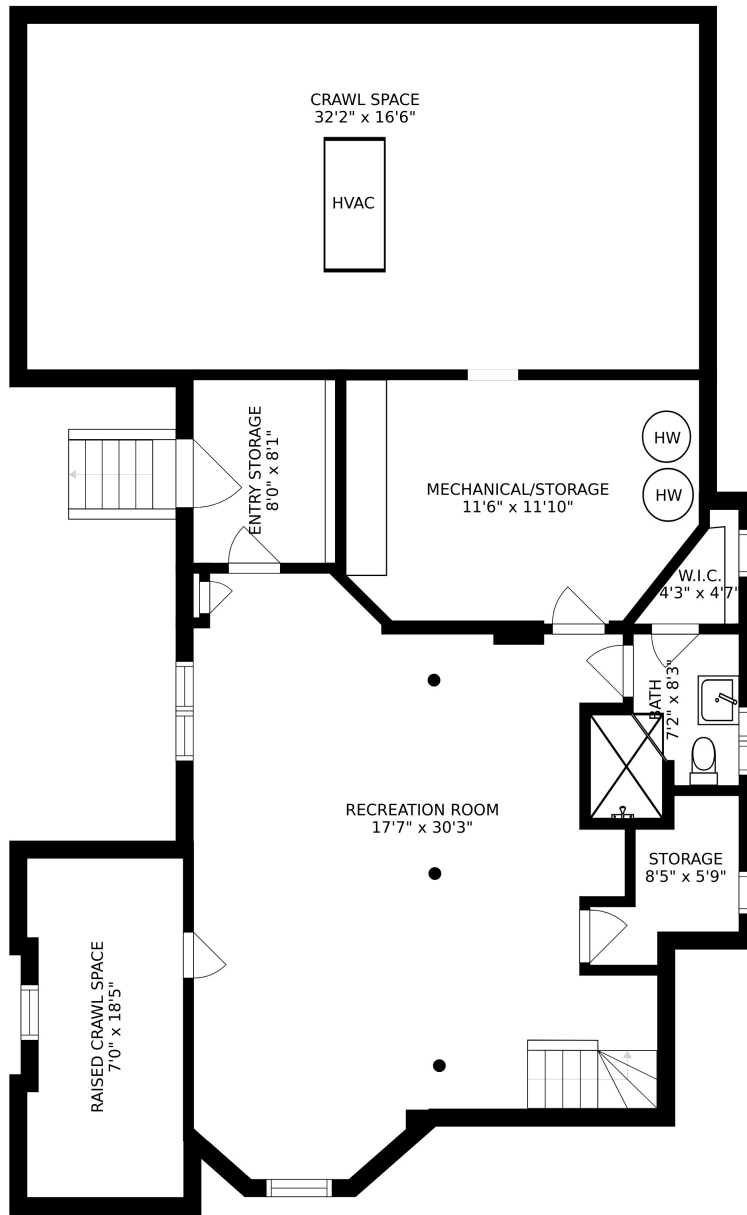 CRAWL SPACE
32'2" x 16'6"
HVAC
ENTRY STORAGE
8'0" x 8'1"
HW
HW
MECHANICAL/STORAGE
11'6" x 11'10"
W.I.C.
4'3" x 4'7"
BATH
7'2" x 8'3"
RECREATION ROOM
17'7" x 30'3"
STORAGE
8'5" x 5'9"
RAISED CRAWL SPACE
7'0" x 18'5"